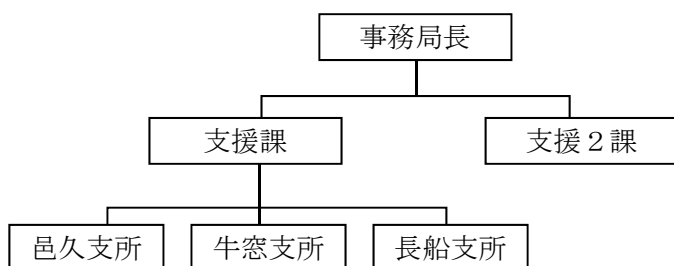 事務局長
支援課
支援２課
邑久支所
牛窓支所
長船支所